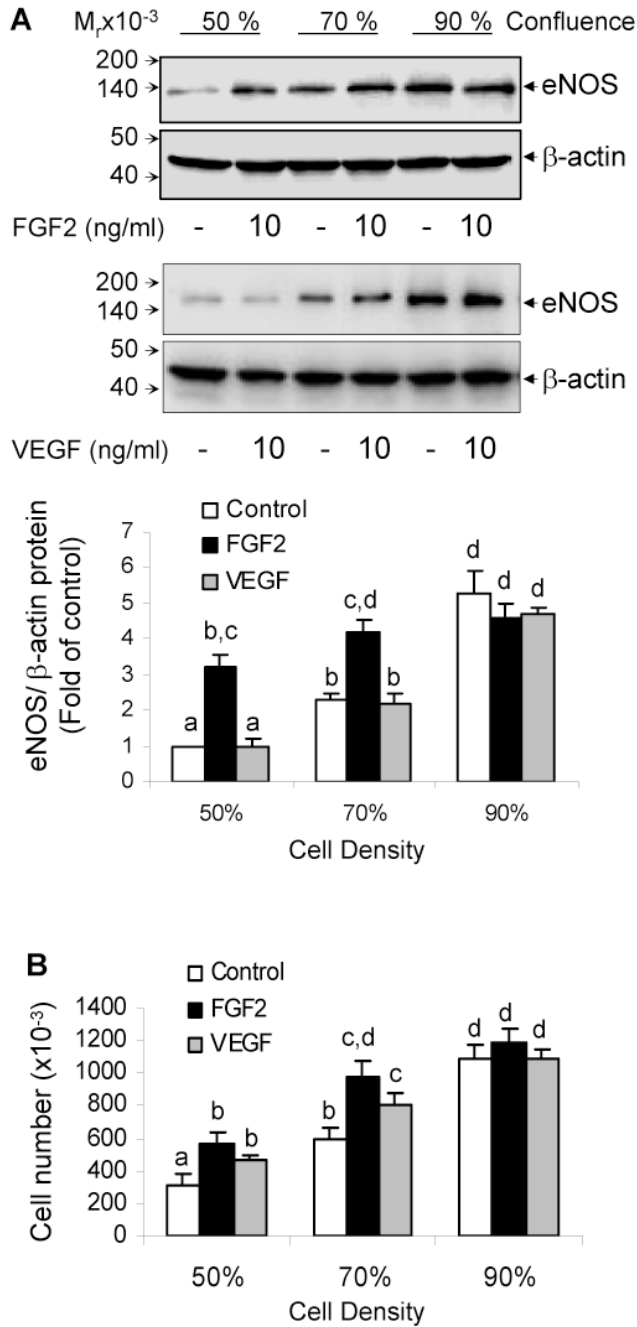 A
Mrx10-3 50 % 70 % 90 % Confluence
200
140
eNOS
50
40
β-actin
FGF2 (ng/ml) - 10 - 10 - 10
200
140
eNOS
50
40
β-actin
VEGF (ng/ml) - 10 - 10 - 10
eNOS/ β-actin protein
(Fold of control)
7
6
5
4
3
2
1
0
Control
FGF2
VEGF
a b,c a
b c,d b
d d d
50% 70% 90%
Cell Density
B
Cell number (x10-3)
1400
1200
1000
800
600
400
200
0
Control
FGF2
VEGF
a b b
b c,d c
d d d
50% 70% 90%
Cell Density